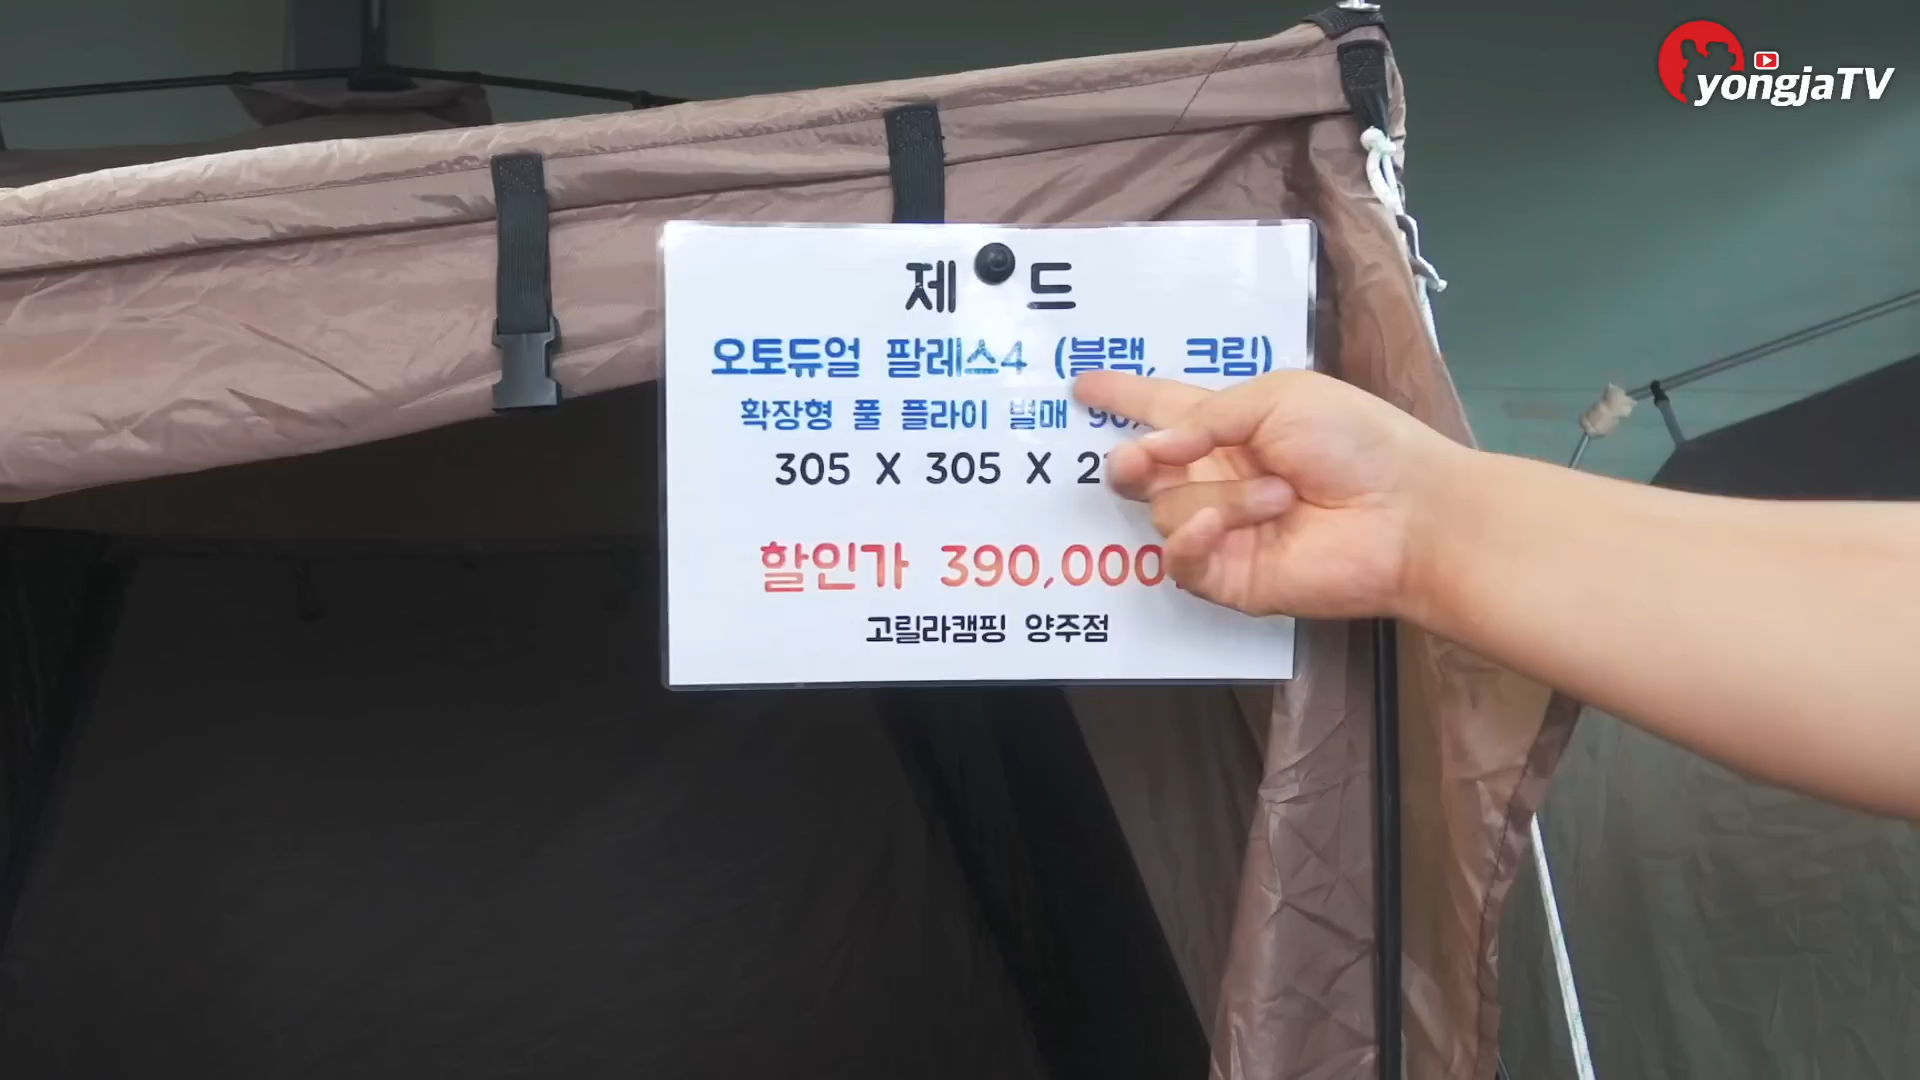 yongjaTV
제 드
오토듀얼 팔레스4 (블랙, 크림)
확장형 풀 플라이 별매
305 X 305 X
할인가 390,000
고릴라캠핑 양주점